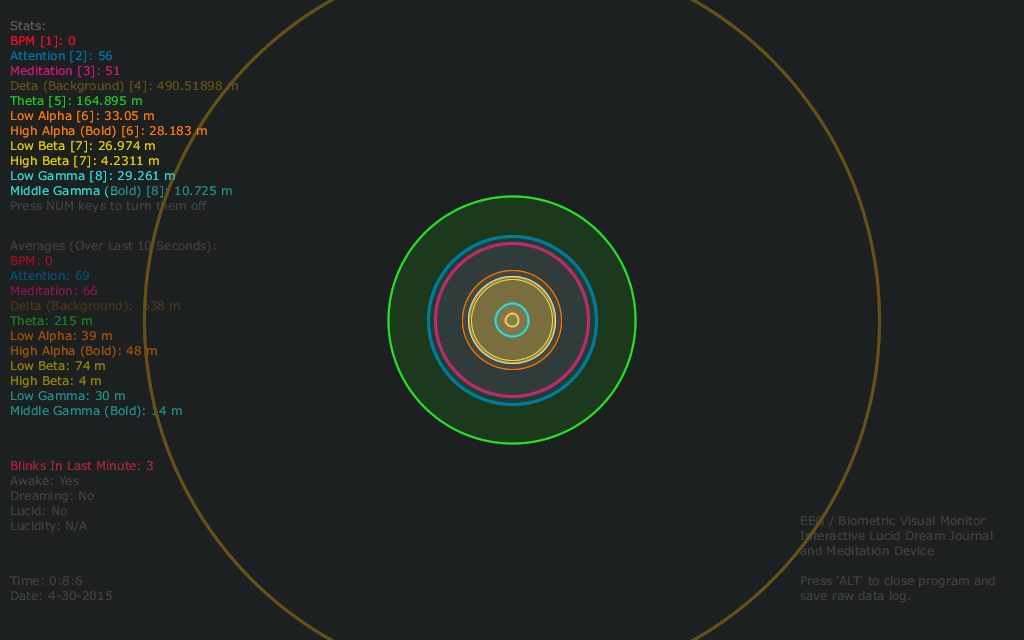 Stats:
BPM [1]: 0
Attention [2]: 56
Meditation [3]: 51
Deta (Background) [4]: 490.51898 m
Theta [5]: 164.895 m
Low Alpha [6]: 33.05 m
High Alpha (Bold) [6]: 28.183 m
Low Beta [7]: 26.974 m
High Beta [7]: 4.2311 m
Low Gamma [8]: 29.261 m
Middle Gamma (Bold) [8]: 10.725 m
Press NUM keys to turn them off
Averages (Over Last 10 Seconds):
BPM: 0
Attention: 69
Meditation: 66
Delta (Background): 638 m
Theta: 215 m
Low Alpha: 39 m
High Alpha (Bold): 48 m
Low Beta: 74 m
High Beta: 4 m
Low Gamma: 30 m
Middle Gamma (Bold): 14 m
Blinks In Last Minute: 3
Awake: Yes
Dreaming: No
Lucid: No
Lucidity: N/A
Time: 0:8:6
Date: 4-30-2015
EEG / Biometric Visual Monitor
Interactive Lucid Dream Journal
and Meditation Device
Press 'ALT' to close program and
save raw data log.